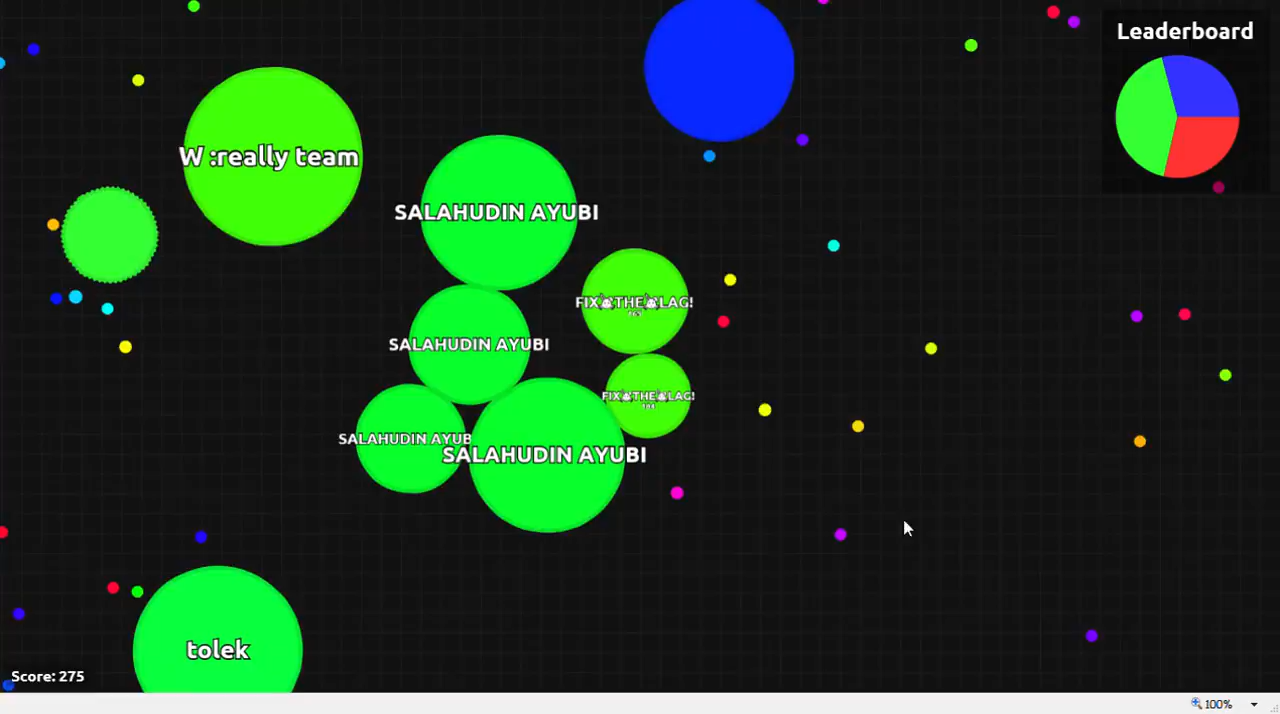 Leaderboard
W :really team
SALAHUDIN AYUBI
FIX THE LAG!
SALAHUDIN AYUBI
FIX THE LAG!
SALAHUDIN AYUB
SALAHUDIN AYUBI
tolek
Score: 275
100%